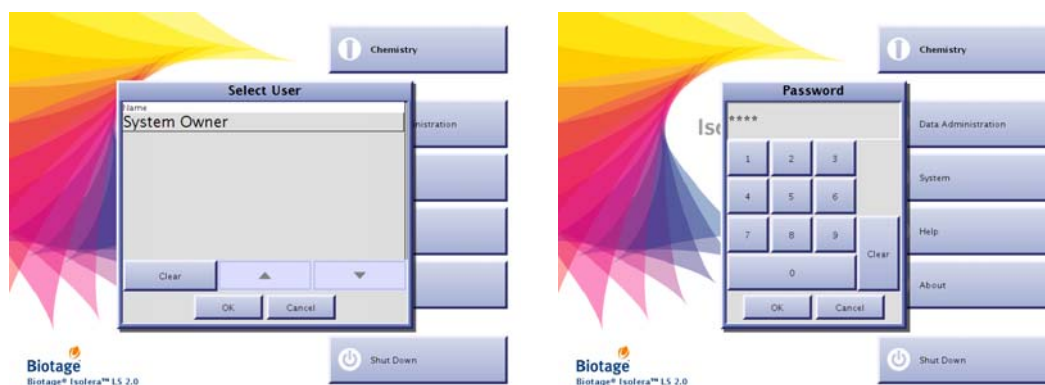 Chemistry
Select User
Name
System Owner
nistration
Clear
OK
Cancel
Shut Down
Biotage
Biotage® Isolera™ LS 2.0
Chemistry
Password
Iso
****
1 2 3
4 5 6
7 8 9
0
Clear
OK
Cancel
Data Administration
System
Help
About
Shut Down
Biotage
Biotage® Isolera™ LS 2.0